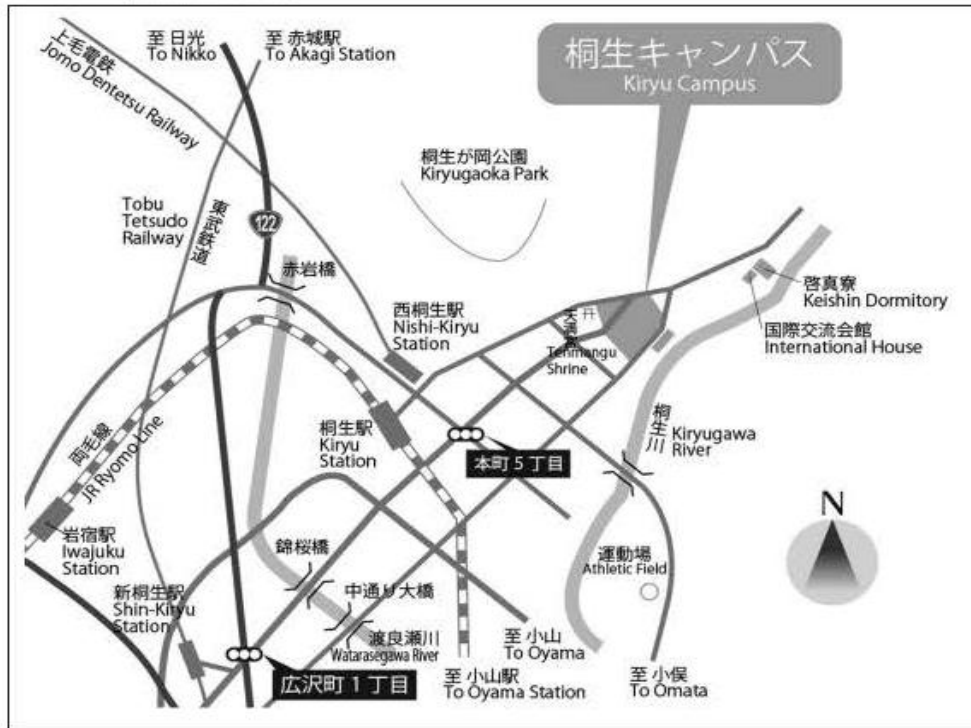 上毛電鉄
Jomo Dentetsu Railway
至 日光
To Nikko
至 赤城駅
To Akagi Station
桐生キャンパス
Kiryu Campus
桐生が岡公園
Kiryugaoka Park
Tobu
Tetsudo
Railway
東武鉄道
122
赤岩橋
西桐生駅
Nishi-Kiryu
Station
天満宮
Tenmangu
Shrine
啓真寮
Keishin Dormitory
国際交流会館
International House
両毛線
JR Ryomo Line
桐生駅
Kiryu
Station
本町 5 丁目
桐生川
Kiryugawa
River
岩宿駅
Iwajuku
Station
新桐生駅
Shin-Kiryu
Station
錦桜橋
中通り大橋
渡良瀬川
Watarasegawa River
運動場
Athletic Field
N
広沢町 1 丁目
至 小山駅
To Oyama Station
至 小山
To Oyama
至 小俣
To Omata